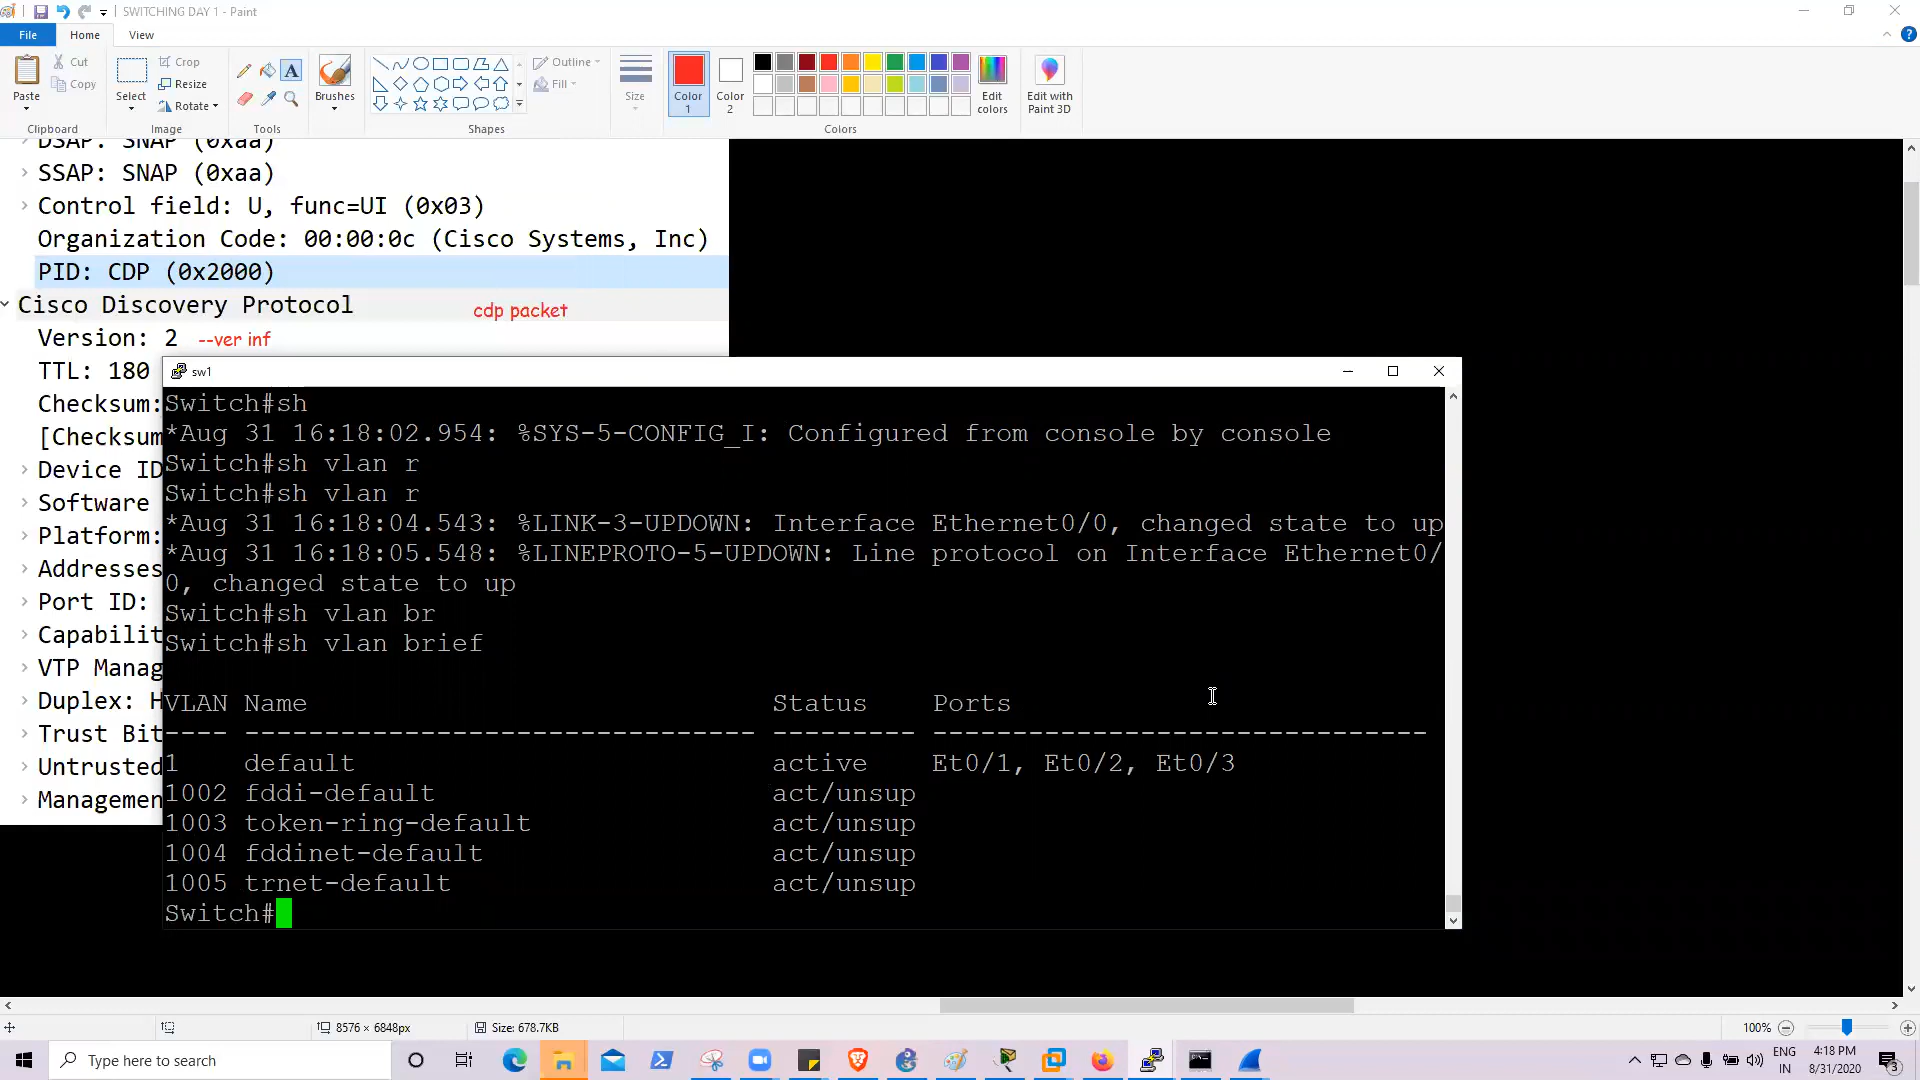 SWITCHING DAY 1 - Paint
File Home View
Paste
Cut
Copy
Clipboard
Select
Crop
Resize
Rotate
Image
A
Tools
Brushes
Shapes
Outline
Fill
Size
Color 1
Color 2
Edit colors
Colors
Edit with Paint 3D
DSAP: SNAP (0xaa)
SSAP: SNAP (0xaa)
Control field: U, func=UI (0x03)
Organization Code: 00:00:0c (Cisco Systems, Inc)
PID: CDP (0x2000)
Cisco Discovery Protocol cdp packet
Version: 2 --ver inf
TTL: 180
Checksum:
[Checksum
Device ID
Software
Platform:
Addresses
Port ID:
Capabilit
VTP Manag
Duplex: H
Trust Bit
Untrusted
Managemen
sw1
Switch#sh
*Aug 31 16:18:02.954: %SYS-5-CONFIG_I: Configured from console by console
Switch#sh vlan r
Switch#sh vlan r
*Aug 31 16:18:04.543: %LINK-3-UPDOWN: Interface Ethernet0/0, changed state to up
*Aug 31 16:18:05.548: %LINEPROTO-5-UPDOWN: Line protocol on Interface Ethernet0/
0, changed state to up
Switch#sh vlan br
Switch#sh vlan brief
VLAN Name Status Ports
---- -------------------------------- --------- -------------------------------
1 default active Et0/1, Et0/2, Et0/3
1002 fddi-default act/unsup
1003 token-ring-default act/unsup
1004 fddinet-default act/unsup
1005 trnet-default act/unsup
Switch#
8576 × 6848px Size: 678.7KB 100%
Type here to search
ENG
IN
4:18 PM
8/31/2020
3